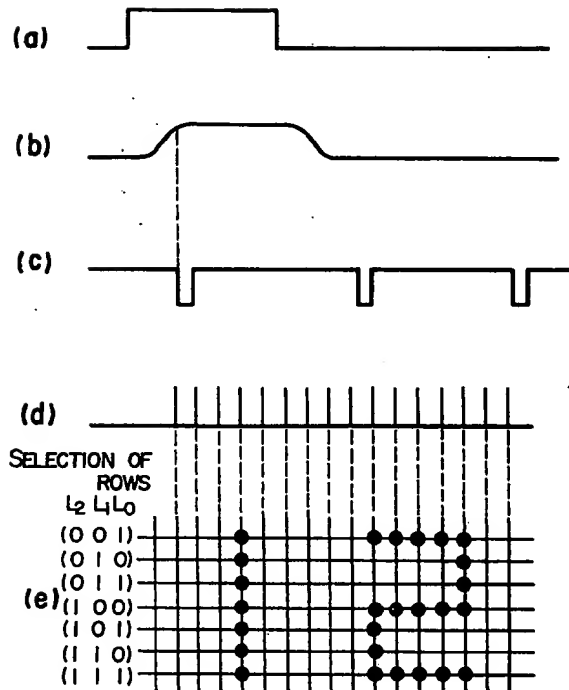 (a)
(b)
(c)
(d)
SELECTION OF
ROWS
L2 L1 L0
(0 0 1)
(0 1 0)
(0 1 1)
(e)
(1 0 0)
(1 0 1)
(1 1 0)
(1 1 1)